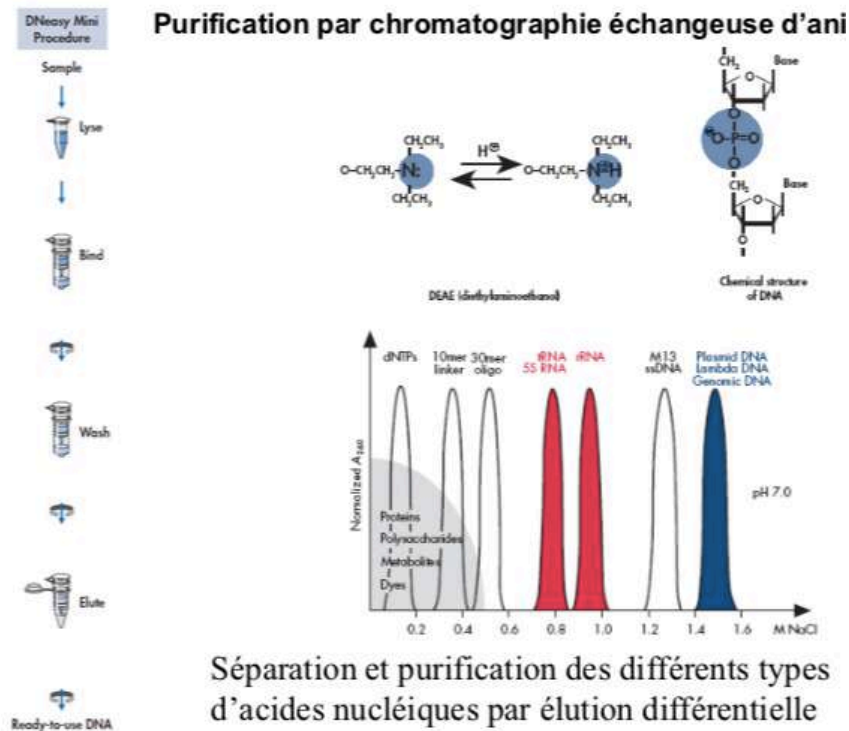 DNeasy Mini
Procedure
Purification par chromatographie échangeuse d'ani
Sample
Lyse
Bind
Wash
Elute
Ready-to-use DNA
CH₂CH₃
O–CH₂CH₂–N:
CH₂CH₃
H⊕
CH₂CH₃
O–CH₂CH₂–N⊕H
CH₂CH₃
DEAE (diethylaminoethanol)
CH₂
O
Base
O
⊖O–P=O
O
CH₂
O
Base
O
Chemical structure
of DNA
Normalized A₂₆₀
dNTPs
10mer
linker
30mer
oligo
tRNA
5S RNA
rRNA
M13
ssDNA
Plasmid DNA
Lambda DNA
Genomic DNA
pH 7.0
Proteins
Polysaccharides
Metabolites
Dyes
0.2 0.4 0.6 0.8 1.0 1.2 1.4 1.6 M NaCl
Séparation et purification des différents types
d'acides nucléiques par élution différentielle